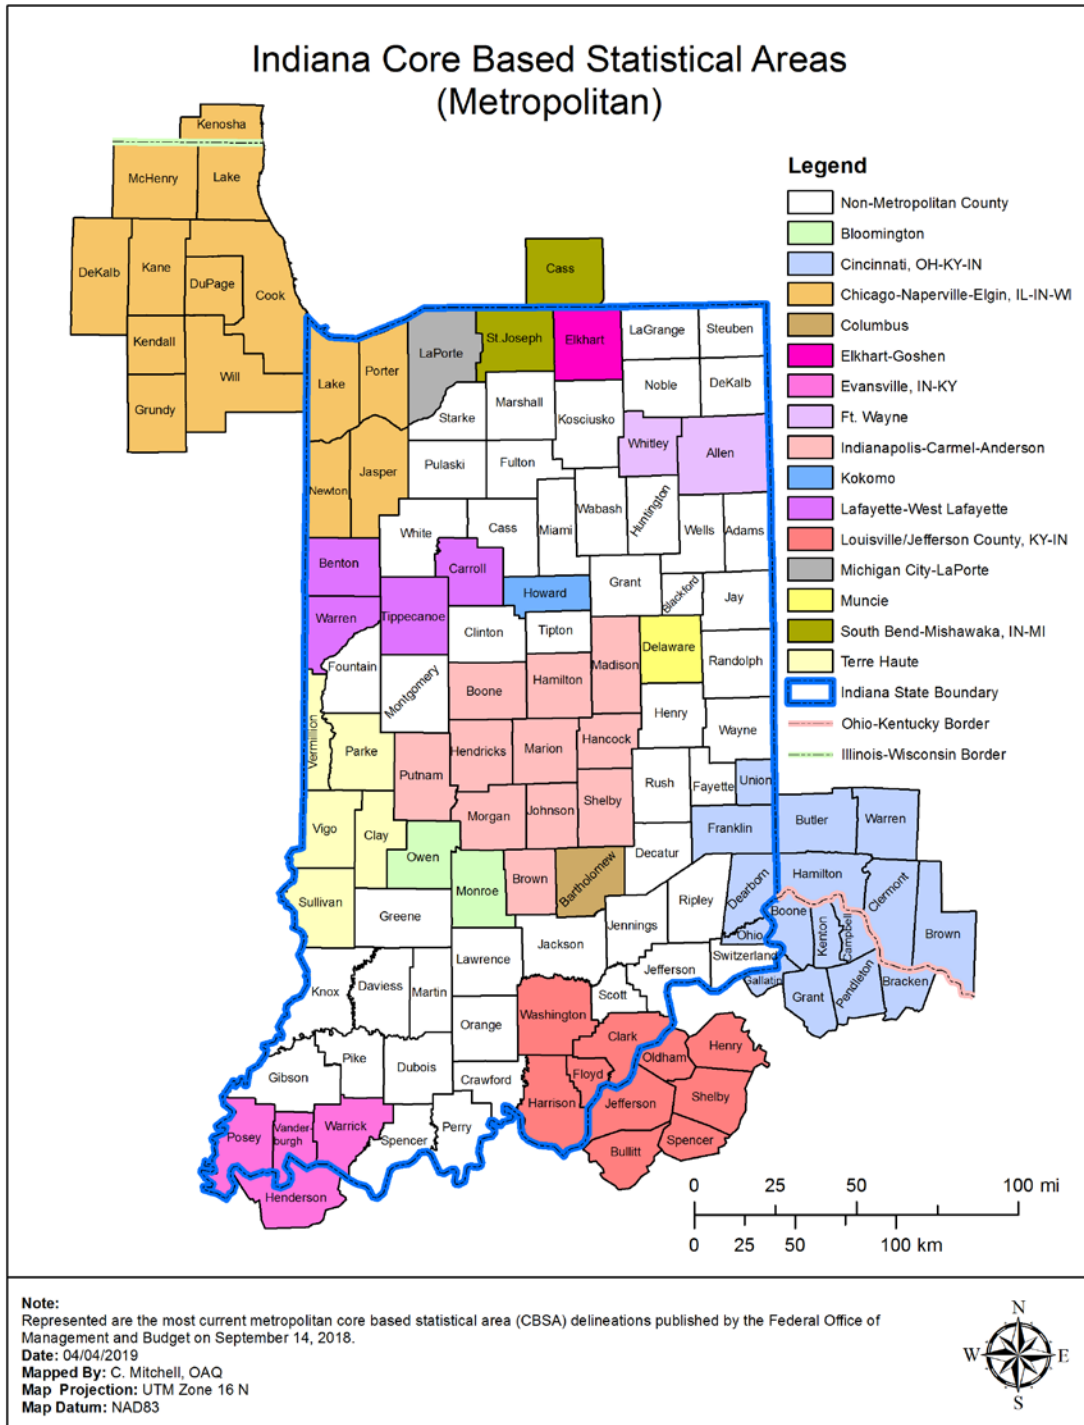 Indiana Core Based Statistical Areas
(Metropolitan)
Kenosha
McHenry
Lake
DeKalb
Kane
DuPage
Cook
Kendall
Will
Grundy
Legend
Non-Metropolitan County
Bloomington
Cincinnati, OH-KY-IN
Chicago-Naperville-Elgin, IL-IN-WI
Columbus
Elkhart-Goshen
Evansville, IN-KY
Ft. Wayne
Indianapolis-Carmel-Anderson
Kokomo
Lafayette-West Lafayette
Louisville/Jefferson County, KY-IN
Michigan City-LaPorte
Muncie
South Bend-Mishawaka, IN-MI
Terre Haute
Indiana State Boundary
Ohio-Kentucky Border
Illinois-Wisconsin Border
Cass
LaPorte
St.Joseph
Elkhart
LaGrange
Steuben
Lake
Porter
Noble
DeKalb
Starke
Marshall
Kosciusko
Whitley
Allen
Newton
Jasper
Pulaski
Fulton
White
Cass
Miami
Wabash
Huntington
Wells
Adams
Benton
Carroll
Howard
Grant
Blackford
Jay
Warren
Tippecanoe
Clinton
Tipton
Madison
Delaware
Randolph
Fountain
Montgomery
Boone
Hamilton
Henry
Wayne
Vermillion
Parke
Putnam
Hendricks
Marion
Hancock
Rush
Fayette
Union
Vigo
Clay
Morgan
Johnson
Shelby
Franklin
Butler
Warren
Owen
Monroe
Brown
Bartholomew
Decatur
Dearborn
Hamilton
Clermont
Sullivan
Greene
Jennings
Ripley
Ohio
Boone
Kenton
Campbell
Brown
Knox
Daviess
Martin
Lawrence
Jackson
Jefferson
Switzerland
Gallatin
Grant
Pendleton
Bracken
Orange
Washington
Scott
Clark
Oldham
Henry
Gibson
Pike
Dubois
Crawford
Harrison
Floyd
Jefferson
Shelby
Posey
Vander-
burgh
Warrick
Spencer
Perry
Bullitt
Spencer
Henderson
0 25 50 100 mi
0 25 50 100 km
Note:
Represented are the most current metropolitan core based statistical area (CBSA) delineations published by the Federal Office of
Management and Budget on September 14, 2018.
Date: 04/04/2019
Mapped By: C. Mitchell, OAQ
Map Projection: UTM Zone 16 N
Map Datum: NAD83
N
W E
S